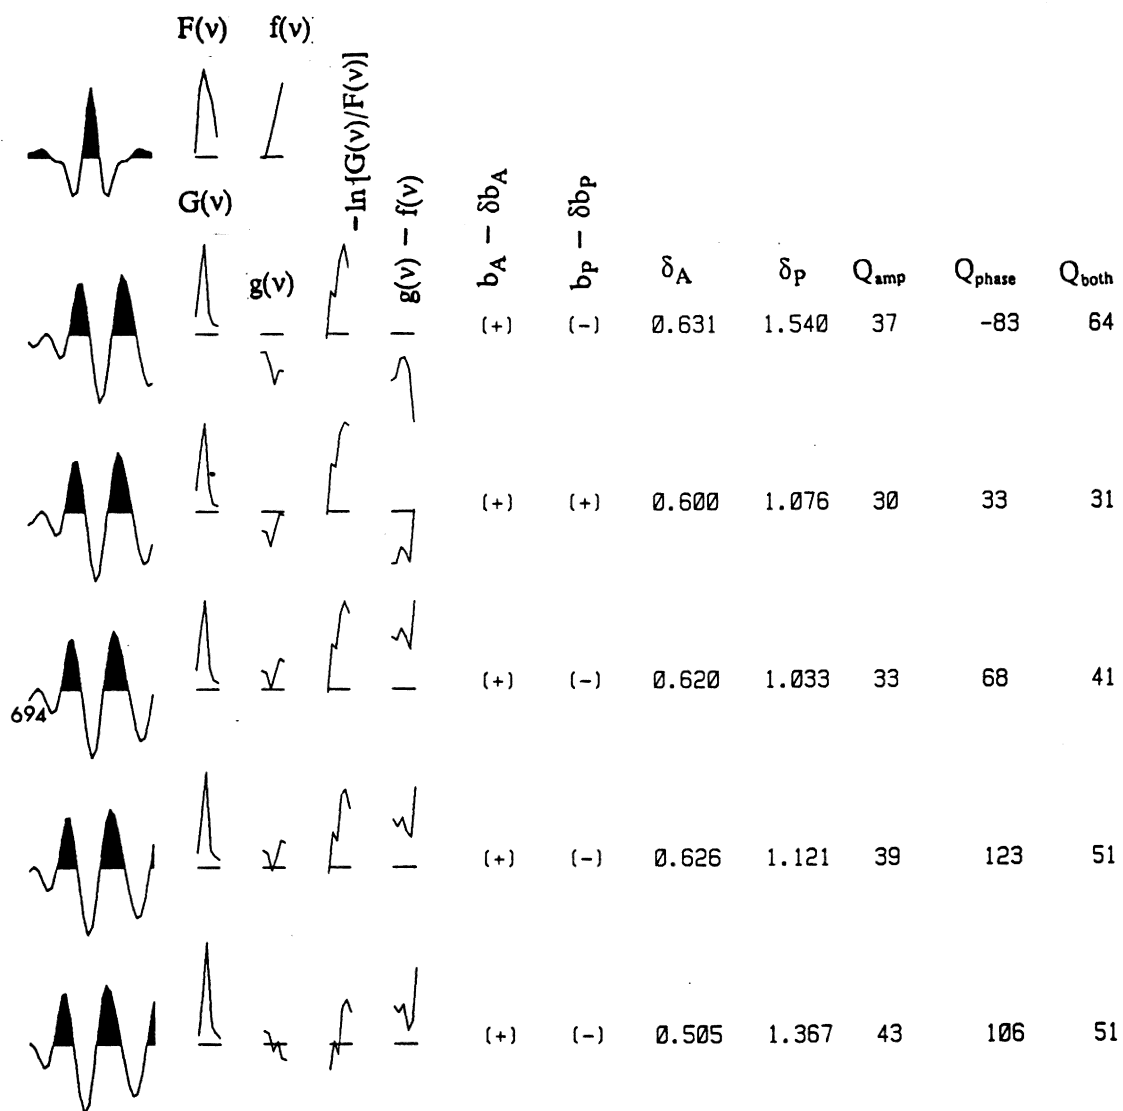 F(ν) f(ν)
G(ν)
g(ν)
−ln [G(ν)/F(ν)]
g(ν) − f(ν)
b_A − δb_A
b_P − δb_P
δ_A δ_P Q_amp Q_phase Q_both
(+) (-) 0.631 1.540 37 -83 64
(+) (+) 0.600 1.076 30 33 31
(+) (-) 0.620 1.033 33 68 41
694
(+) (-) 0.626 1.121 39 123 51
(+) (-) 0.505 1.367 43 106 51